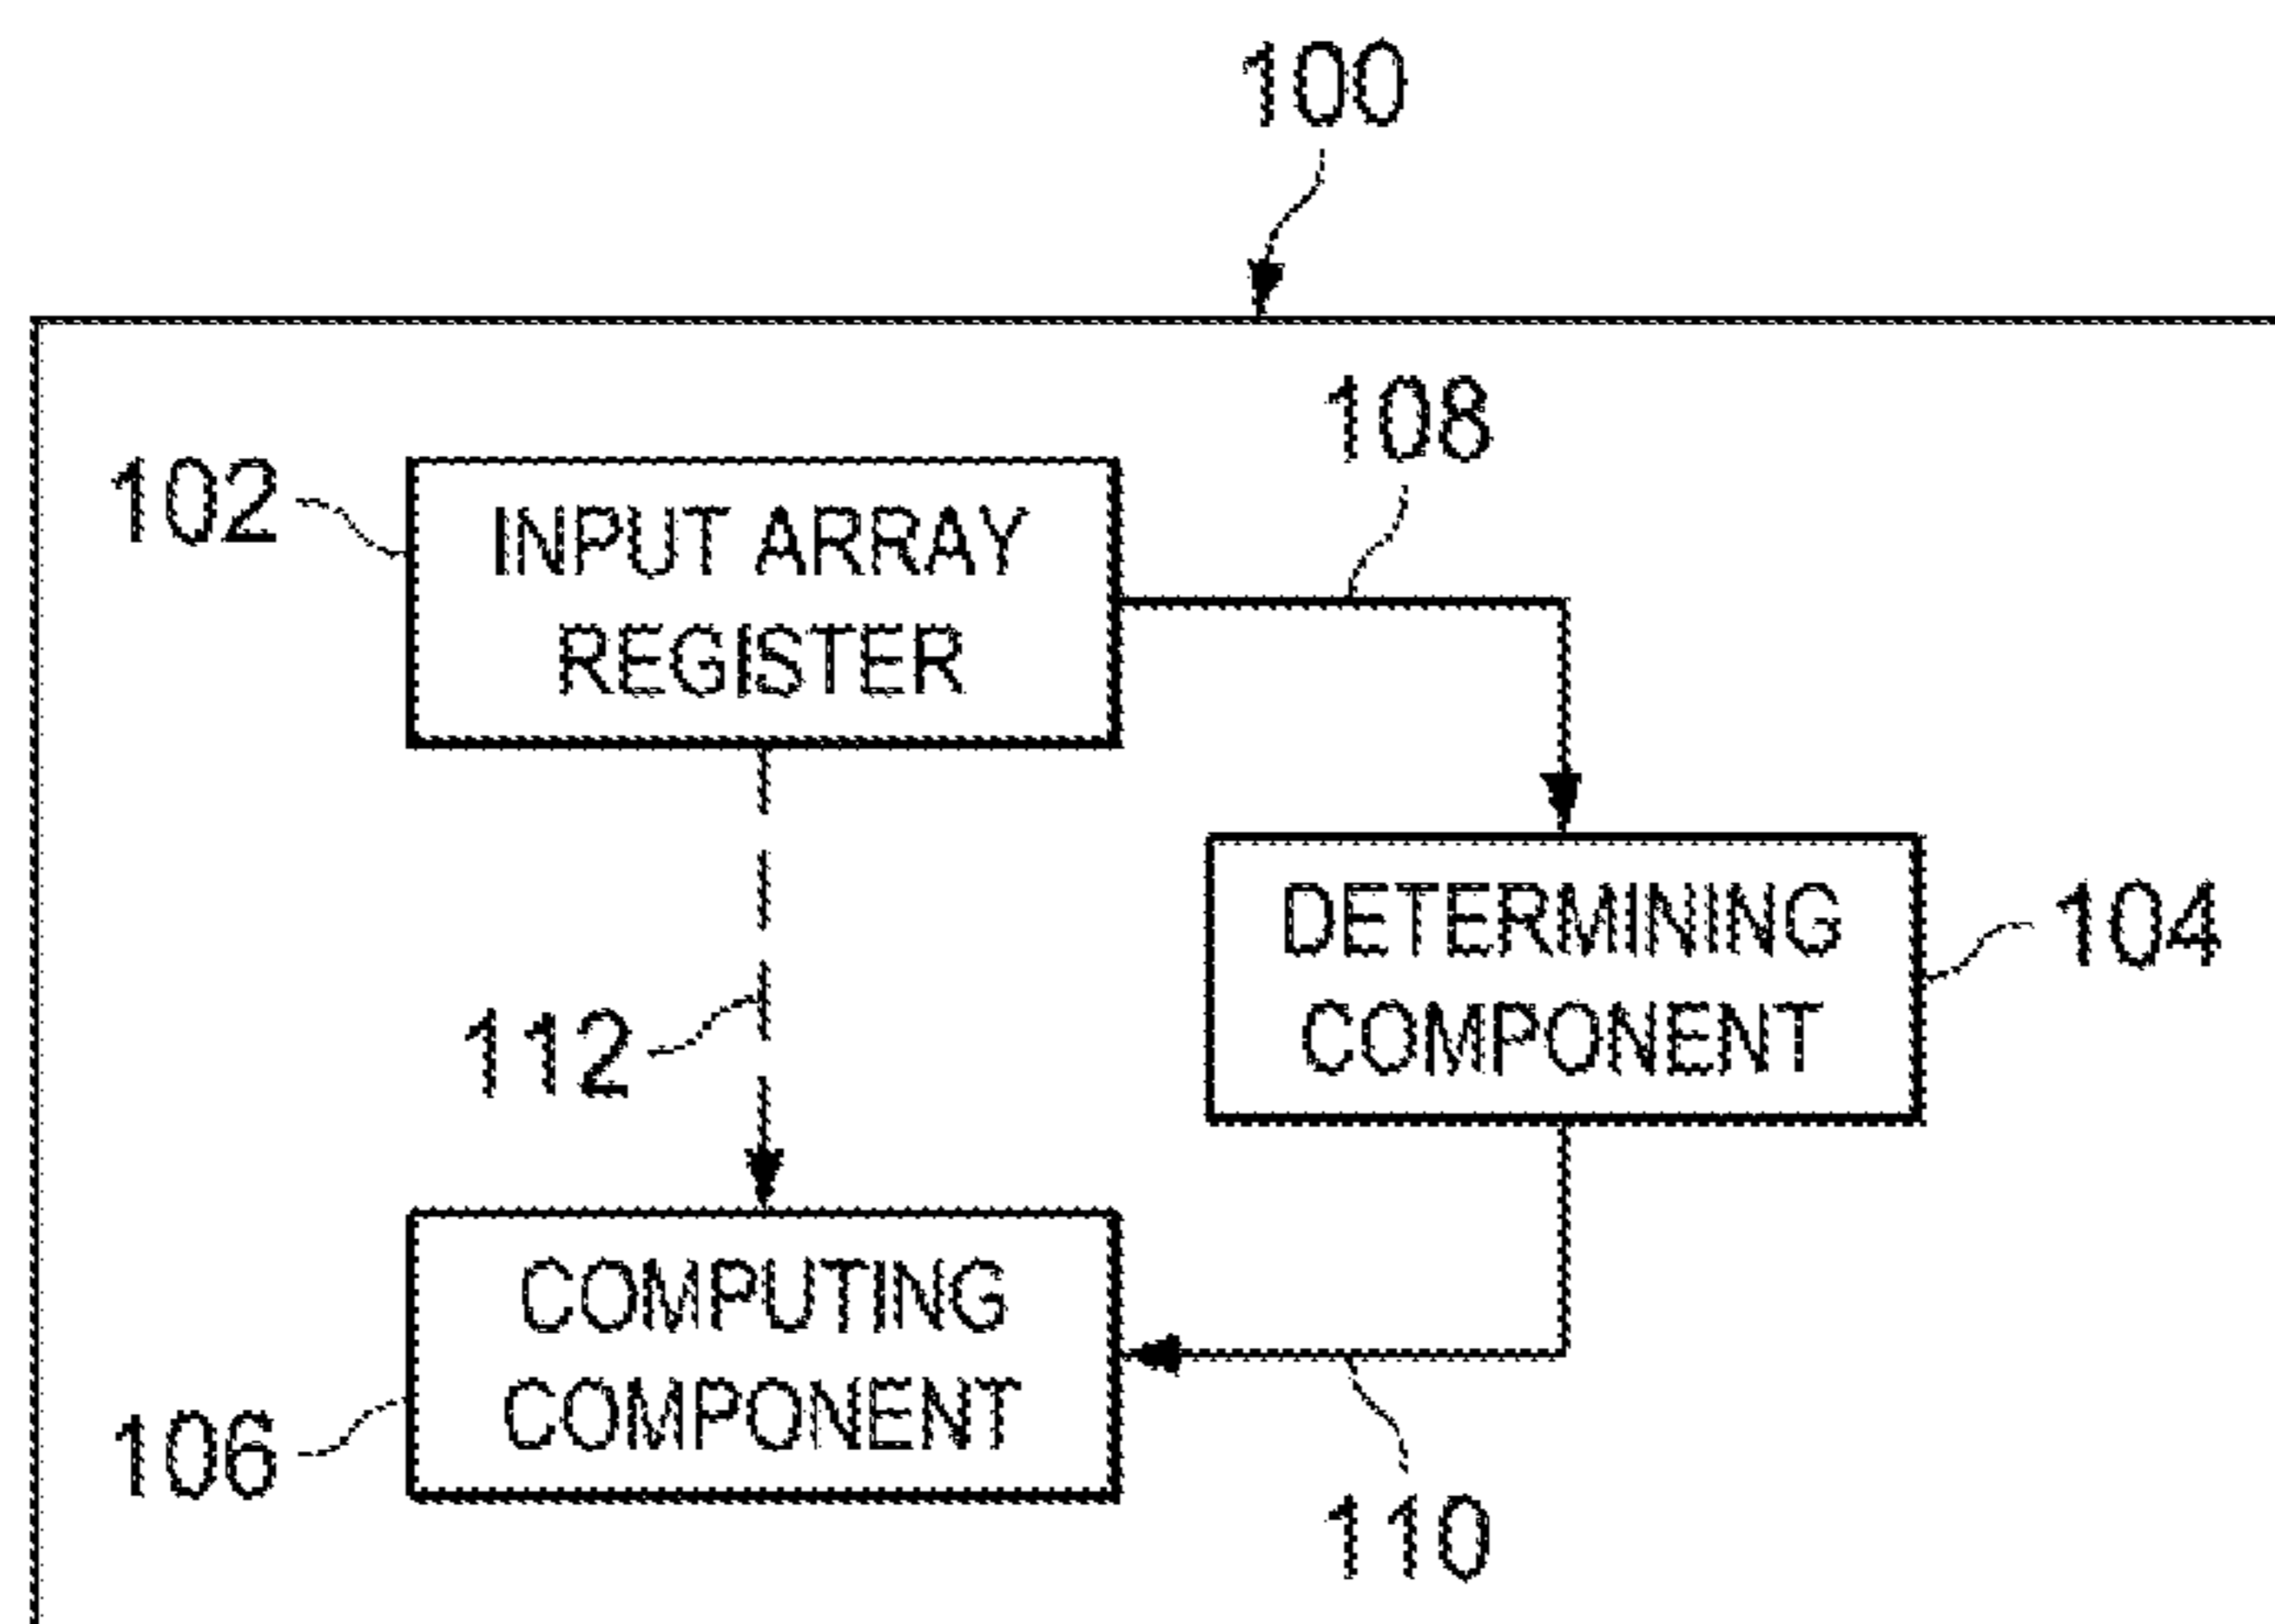 100
108
102
INPUT ARRAY
REGISTER
DETERMINING
COMPONENT
104
112
COMPUTING
COMPONENT
106
110